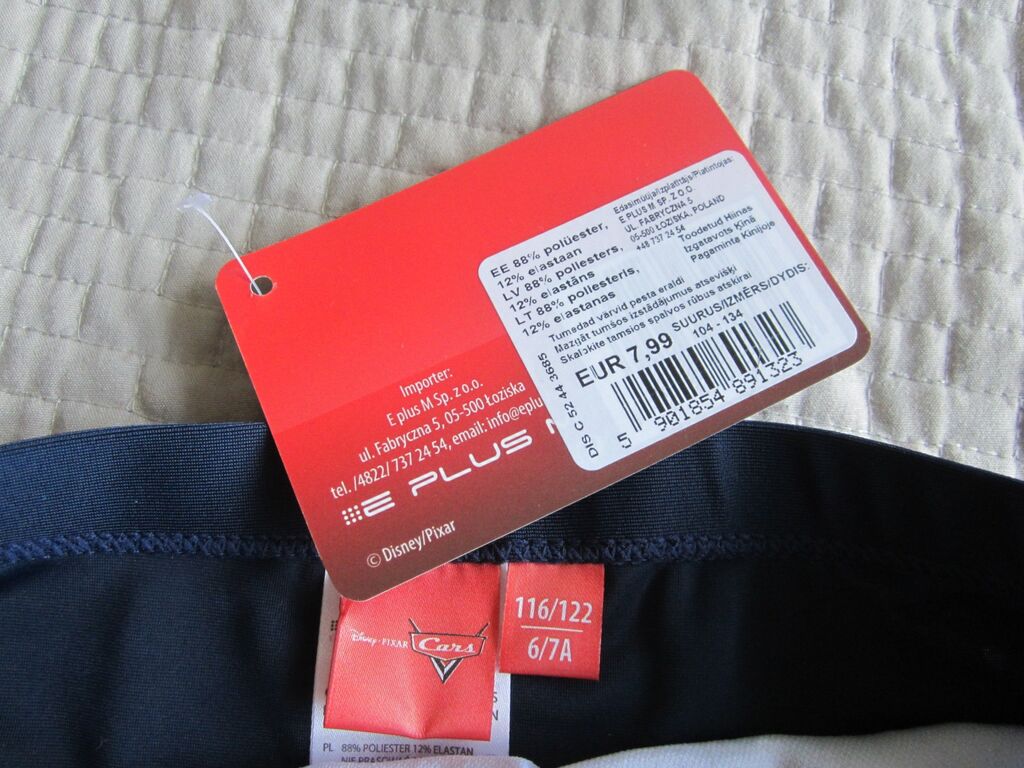 Edasimüüja/Izplatītājs/Platintojas:
E PLUS M SP. Z O.O.
UL. FABRYCZNA 5
05-500 ŁOZISKA, POLAND
+48 737 24 54
EE 88% polüester,
12% elastaan
LV 88% poliesters,
12% elastāns
LT 88% poliesteris,
12% elastanas
Toodetud Hiinas
Izgatavots Ķīnā
Pagaminta Kinijoje
Tumedad värvid pesta eraldi
Mazgāt tumšos izstādājumus atsevišķi
Skalbkite tamsios spalvos rūbus atskirai
EUR 7,99 SUURUS/IZMĒRS/DYDIS:
104 - 134
DIS C 52 44 3685
5 901854 891323
Importer:
E plus M Sp. z o.o.
ul. Fabryczna 5, 05-500 Łoziska
tel. /4822/ 737 24 54, email: info@eplu
E PLUS M
© Disney/Pixar
Disney · PIXAR
Cars
116/122
6/7A
PL 88% POLIESTER 12% ELASTAN